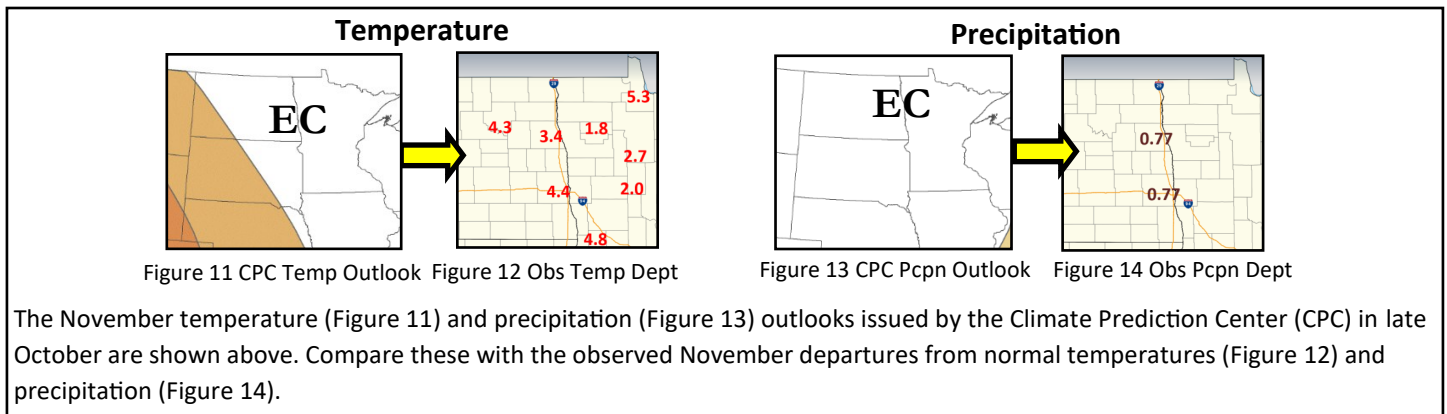 Temperature
Precipitation
EC
5.3
4.3
3.4
1.8
2.7
4.4
2.0
4.8
EC
0.77
0.77
Figure 11 CPC Temp Outlook
Figure 12 Obs Temp Dept
Figure 13 CPC Pcpn Outlook
Figure 14 Obs Pcpn Dept
The November temperature (Figure 11) and precipitation (Figure 13) outlooks issued by the Climate Prediction Center (CPC) in late
October are shown above. Compare these with the observed November departures from normal temperatures (Figure 12) and
precipitation (Figure 14).